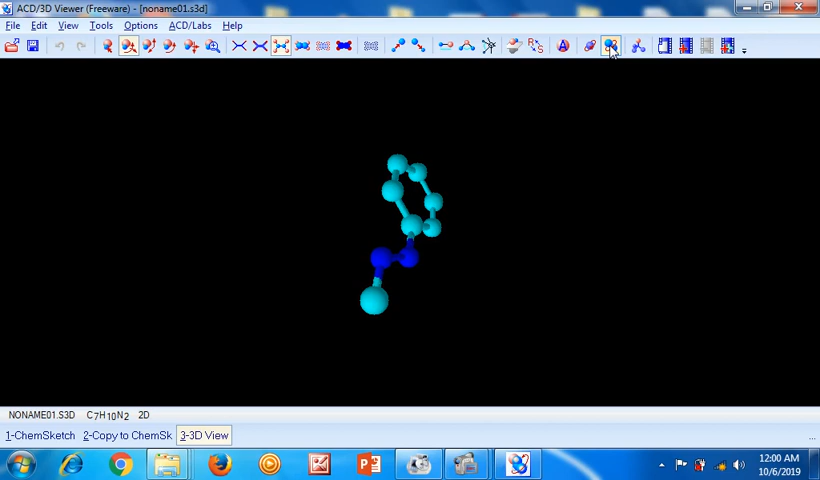 ACD/3D Viewer (Freeware) - [noname01.s3d]
File Edit View Tools Options ACD/Labs Help
NONAME01.S3D C7H10N2 2D
1-ChemSketch 2-Copy to ChemSk 3-3D View ...
12:00 AM
10/6/2019